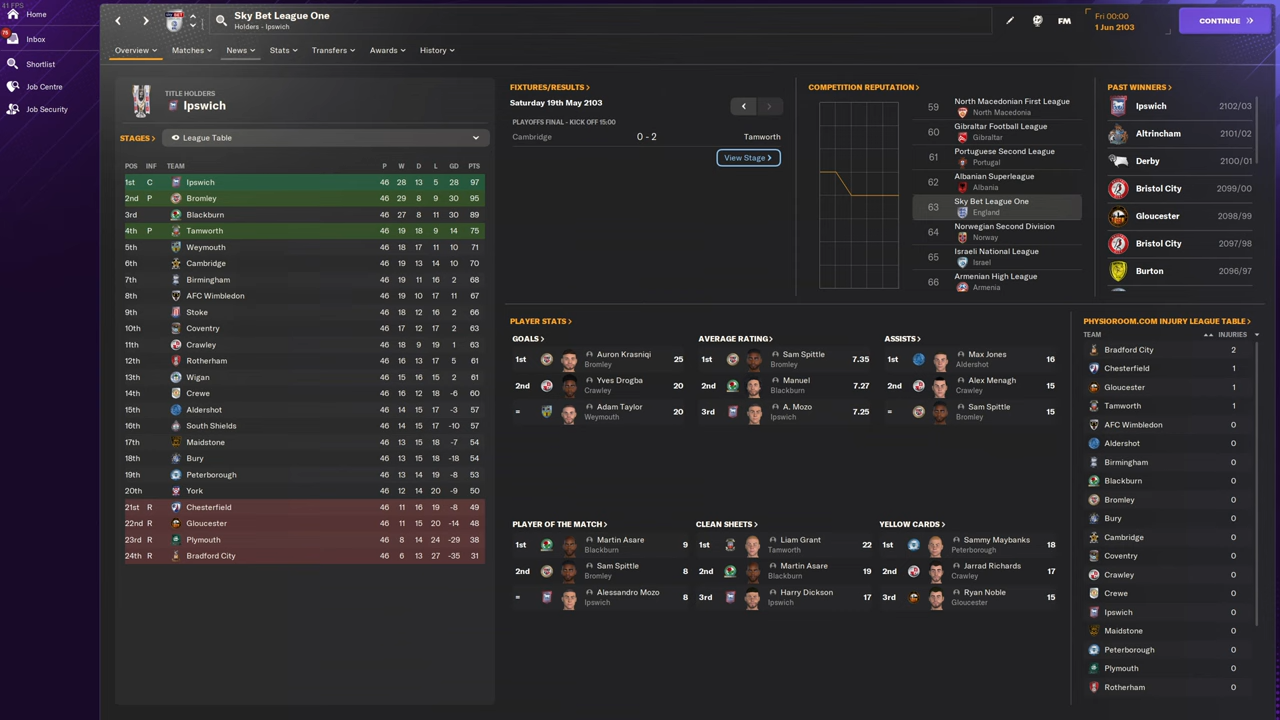 41 FPS
Home
75
Inbox
Shortlist
Job Centre
Job Security
Sky Bet League One
Holders - Ipswich
FM
Fri 00:00
1 Jun 2103
CONTINUE
Overview Matches News Stats Transfers Awards History
TITLE HOLDERS
Ipswich
STAGES League Table
POS INF TEAM P W D L GD PTS
1st C Ipswich 46 28 13 5 28 97
2nd P Bromley 46 29 8 9 30 95
3rd Blackburn 46 27 8 11 30 89
4th P Tamworth 46 19 18 9 14 75
5th Weymouth 46 18 17 11 10 71
6th Cambridge 46 19 13 14 10 70
7th Birmingham 46 19 11 16 2 68
8th AFC Wimbledon 46 19 10 17 11 67
9th Stoke 46 18 12 16 2 66
10th Coventry 46 17 12 17 2 63
11th Crawley 46 18 9 19 1 63
12th Rotherham 46 16 13 17 5 61
13th Wigan 46 15 16 15 2 61
14th Crewe 46 16 12 18 -6 60
15th Aldershot 46 14 15 17 -3 57
16th South Shields 46 14 15 17 -10 57
17th Maidstone 46 13 15 18 -7 54
18th Bury 46 13 15 18 -18 54
19th Peterborough 46 13 14 19 -8 53
20th York 46 12 14 20 -9 50
21st R Chesterfield 46 11 16 19 -8 49
22nd R Gloucester 46 11 15 20 -14 48
23rd R Plymouth 46 8 14 24 -29 38
24th R Bradford City 46 6 13 27 -35 31
FIXTURES/RESULTS
Saturday 19th May 2103
PLAYOFFS FINAL - KICK OFF 15:00
Cambridge 0 - 2 Tamworth
View Stage
COMPETITION REPUTATION
59 North Macedonian First League
North Macedonia
60 Gibraltar Football League
Gibraltar
61 Portuguese Second League
Portugal
62 Albanian Superleague
Albania
63 Sky Bet League One
England
64 Norwegian Second Division
Norway
65 Israeli National League
Israel
66 Armenian High League
Armenia
PAST WINNERS
Ipswich 2102/03
Altrincham 2101/02
Derby 2100/01
Bristol City 2099/00
Gloucester 2098/99
Bristol City 2097/98
Burton 2096/97
PLAYER STATS
GOALS
1st Auron Krasniqi 25
Bromley
2nd Yves Drogba 20
Crawley
= Adam Taylor 20
Weymouth
AVERAGE RATING
1st Sam Spittle 7.35
Bromley
2nd Manuel 7.27
Blackburn
3rd A. Mozo 7.25
Ipswich
ASSISTS
1st Max Jones 16
Aldershot
2nd Alex Menagh 15
Crawley
= Sam Spittle 15
Bromley
PLAYER OF THE MATCH
1st Martin Asare 9
Blackburn
2nd Sam Spittle 8
Bromley
= Alessandro Mozo 8
Ipswich
CLEAN SHEETS
1st Liam Grant 22
Tamworth
2nd Martin Asare 19
Blackburn
3rd Harry Dickson 17
Ipswich
YELLOW CARDS
1st Sammy Maybanks 18
Peterborough
2nd Jarrad Richards 17
Crawley
3rd Ryan Noble 15
Gloucester
PHYSIOROOM.COM INJURY LEAGUE TABLE
TEAM INJURIES
Bradford City 2
Chesterfield 1
Gloucester 1
Tamworth 1
AFC Wimbledon 0
Aldershot 0
Birmingham 0
Blackburn 0
Bromley 0
Bury 0
Cambridge 0
Coventry 0
Crawley 0
Crewe 0
Ipswich 0
Maidstone 0
Peterborough 0
Plymouth 0
Rotherham 0